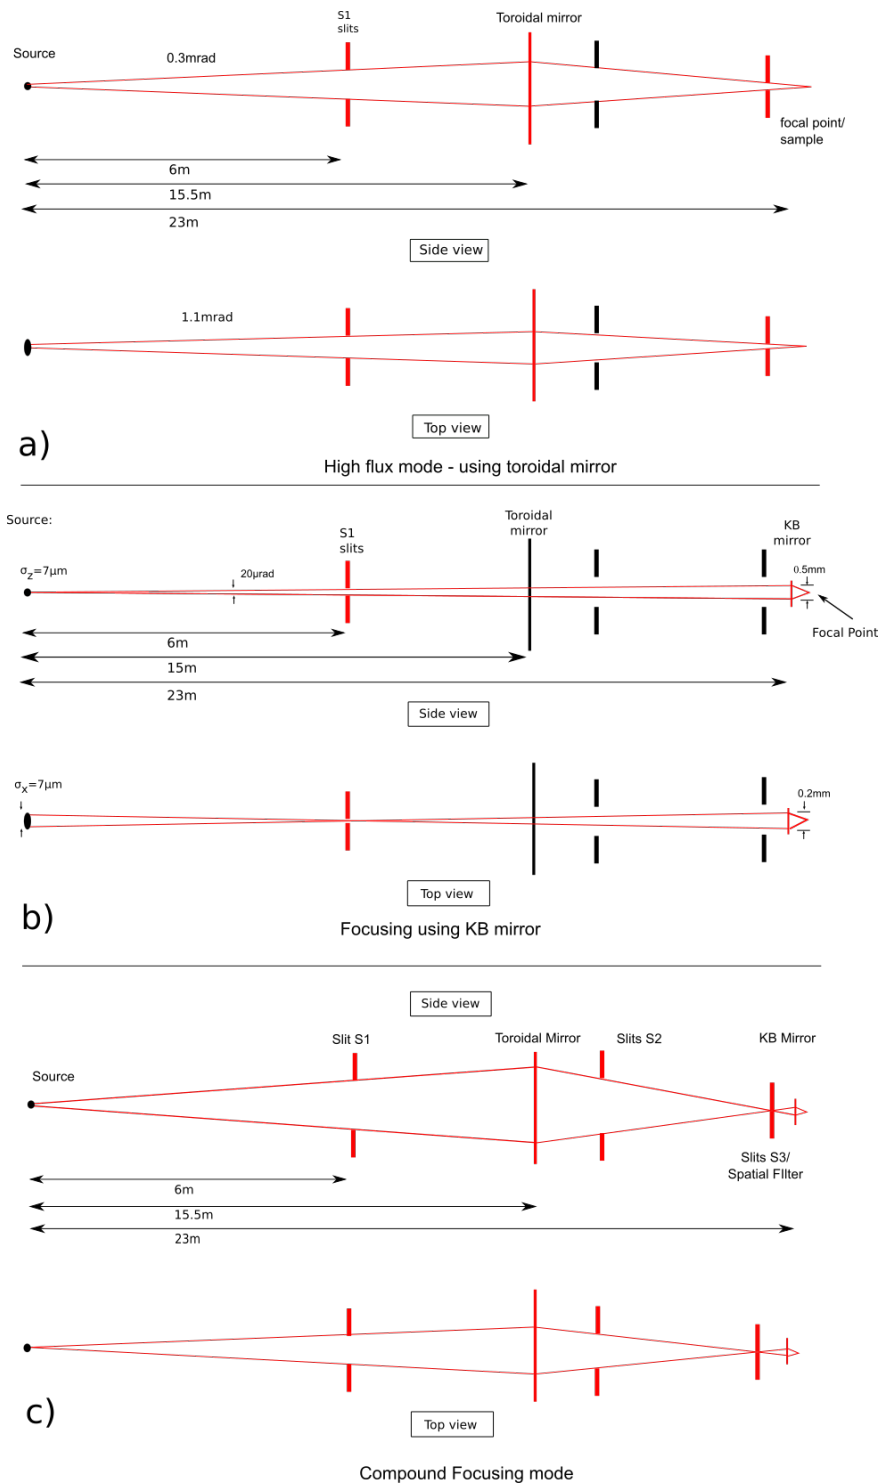 S1
slits
Toroidal mirror
Source
0.3mrad
focal point/
sample
6m
15.5m
23m
Side view
1.1mrad
Top view
a)
High flux mode - using toroidal mirror
Source:
S1
slits
Toroidal
mirror
KB
mirror
σz=7μm
20μrad
0.5mm
Focal Point
6m
15m
23m
Side view
σx=7μm
0.2mm
Top view
b)
Focusing using KB mirror
Side view
Slit S1
Toroidal Mirror
Slits S2
KB Mirror
Source
Slits S3/
Spatial FIlter
6m
15.5m
23m
c)
Top view
Compound Focusing mode